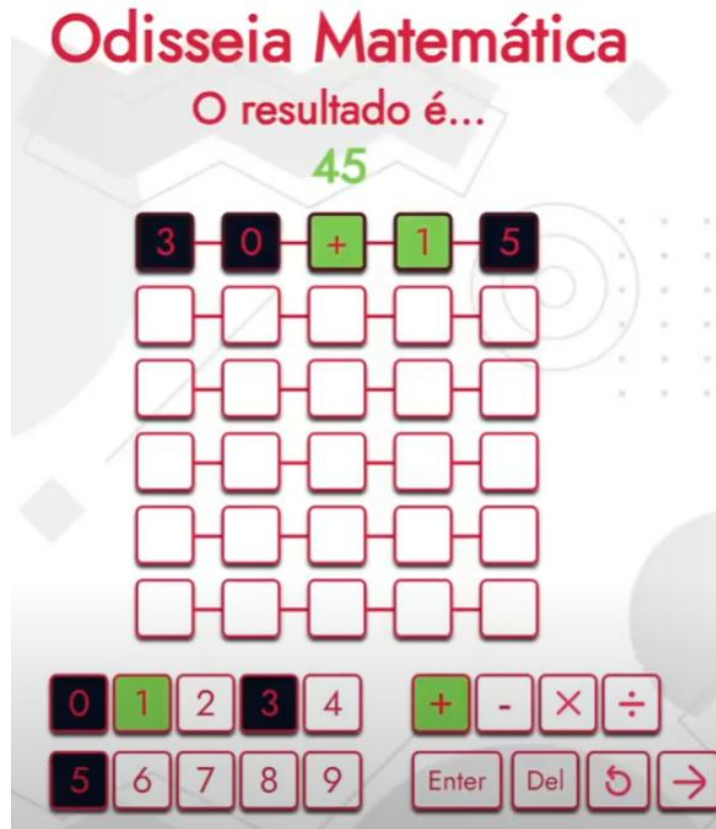 Odisseia Matemática
O resultado é...
45
3 0 + 1 5
0 1 2 3 4 + - × ÷
5 6 7 8 9 Enter Del